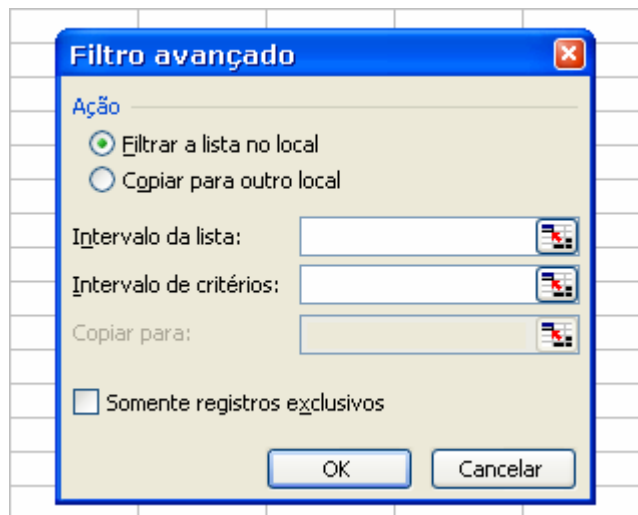 Filtro avançado
Ação
Filtrar a lista no local
Copiar para outro local
Intervalo da lista:
Intervalo de critérios:
Copiar para:
Somente registros exclusivos
OK
Cancelar